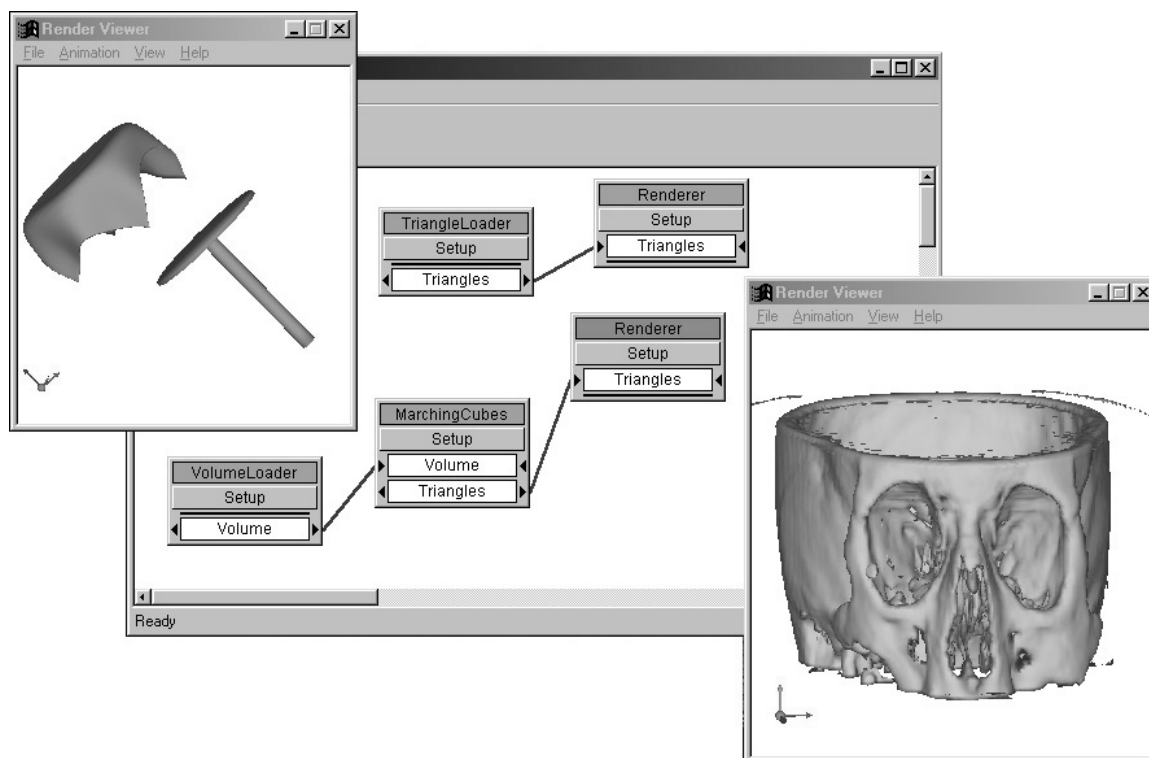 Render Viewer
File Animation View Help
TriangleLoader
Setup
Triangles
Renderer
Setup
Triangles
Renderer
Setup
Triangles
MarchingCubes
Setup
Volume
Triangles
VolumeLoader
Setup
Volume
Ready
Render Viewer
File Animation View Help